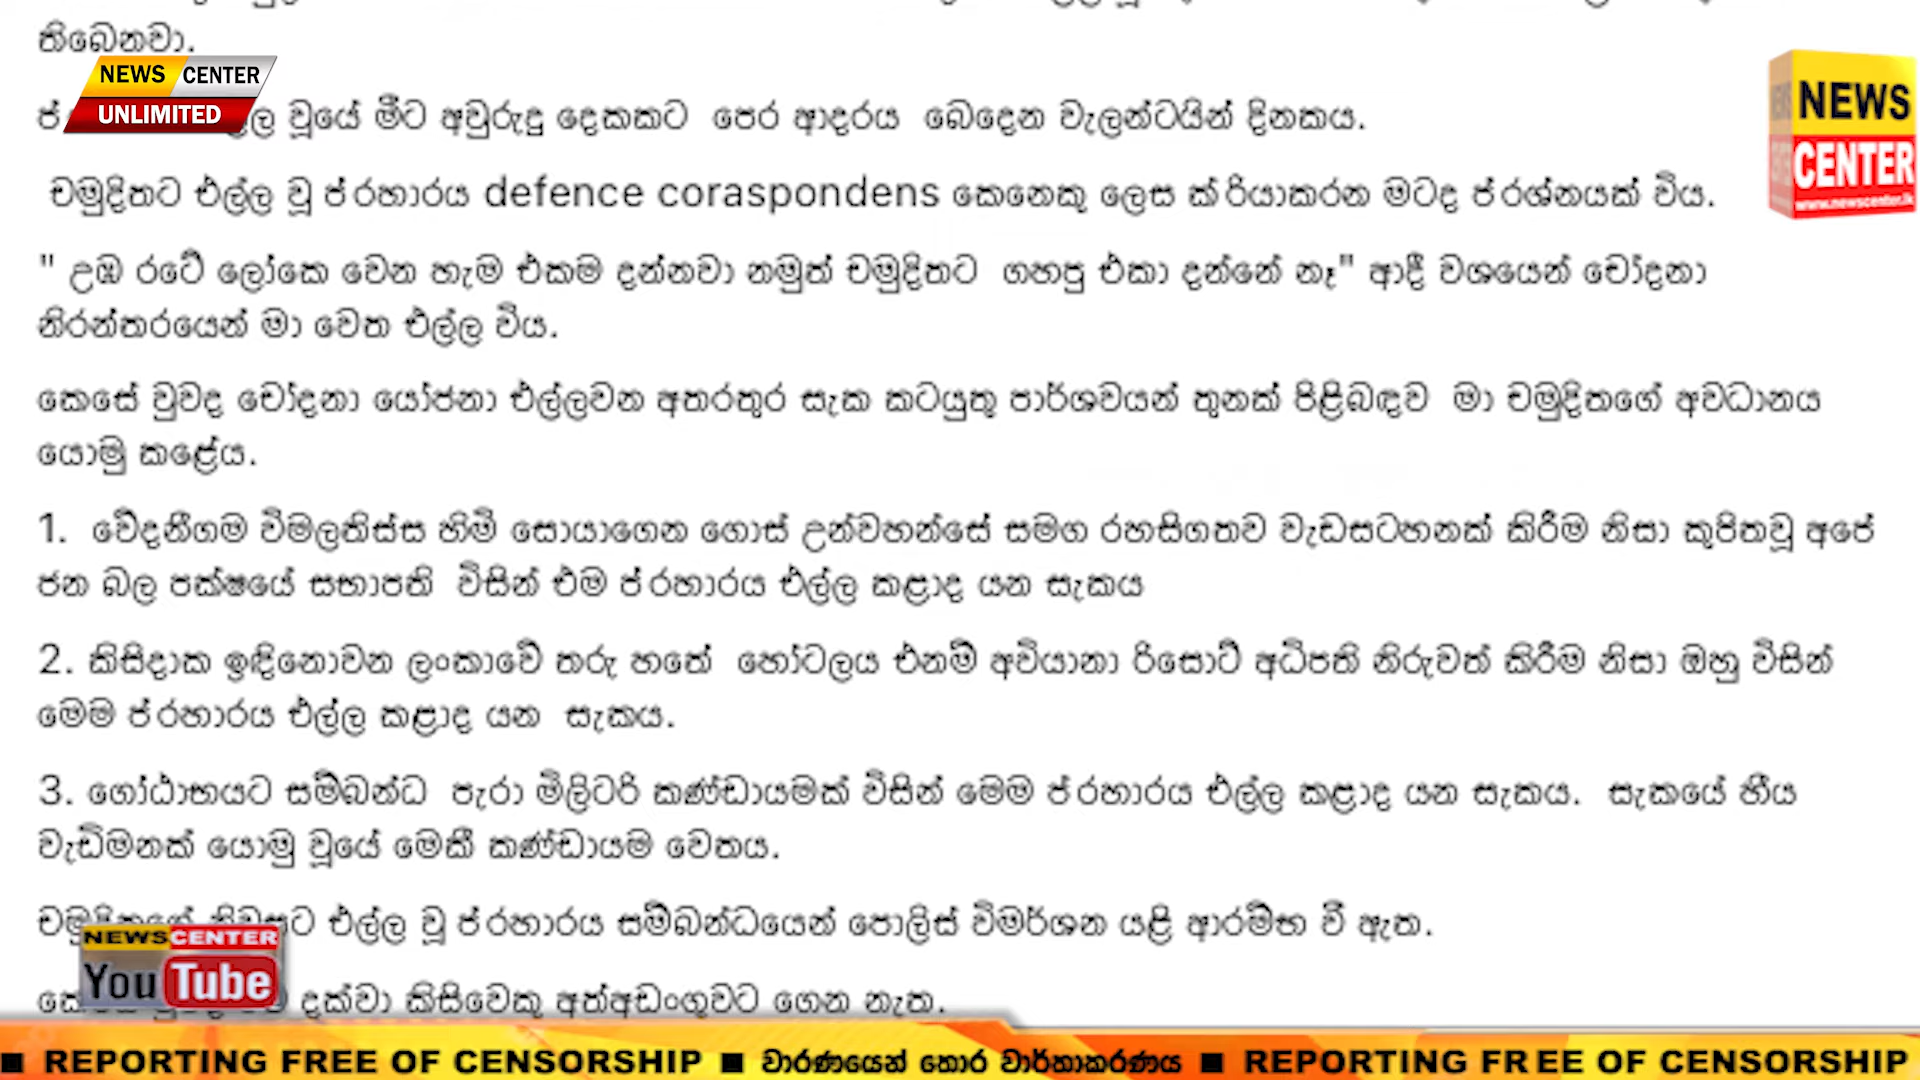 තිබෙනවා.
NEWS CENTER
UNLIMITED
වූයේ මීට අවුරුදු දෙකකට පෙර ආදරය බෙදෙන වැලන්ටයින් දිනකය.
NEWS
CENTER
www.newscenter.lk
චමුදිතට එල්ල වූ ප්රහාරය defence coraspondens කෙනෙකු ලෙස ක්රියාකරන මටද ප්රශ්නයක් විය.
" උඹ රටේ ලෝකෙ වෙන හැම එකම දන්නවා නමුත් චමුදිතට ගහපු එකා දන්නේ නෑ" ආදී වශයෙන් චෝදනා
නිරන්තරයෙන් මා වෙත එල්ල විය.
කෙසේ වුවද චෝදනා යෝජනා එල්ලවන අතරතුර සැක කටයුතු පාර්ශවයන් තුනක් පිළිබඳව මා චමුදිතගේ අවධානය
යොමු කළේය.
1. වේදනීගම විමලතිස්ස හිමි සොයාගෙන ගොස් උන්වහන්සේ සමග රහසිගතව වැඩසටහනක් කිරීම නිසා කුපිතවූ අපේ
ජන බල පක්ෂයේ සභාපති විසින් එම ප්රහාරය එල්ල කළාද යන සැකය
2. කිසිදාක ඉඳිනොවන ලංකාවේ තරු හතේ හෝටලය එනම් අවියානා රිසොට් අධිපති නිරුවත් කිරීම නිසා ඔහු විසින්
මෙම ප්රහාරය එල්ල කළාද යන සැකය.
3. ගෝඨාභයට සම්බන්ධ පැරා මිලිටරි කණ්ඩායමක් විසින් මෙම ප්රහාරය එල්ල කළාද යන සැකය. සැකයේ හීය
වැඩිමනක් යොමු වූයේ මෙකී කණ්ඩායම වෙතය.
එල්ල වූ ප්රහාරය සම්බන්ධයෙන් පොලිස් විමර්ශන යළි ආරම්භ වී ඇත.
NEWSCENTER
YouTube
දක්වා කිසිවෙකු අත්අඩංගුවට ගෙන නැත.
■ REPORTING FREE OF CENSORSHIP ■ වාරණයෙන් තොර වාර්තාකරණය ■ REPORTING FREE OF CENSORSHIP